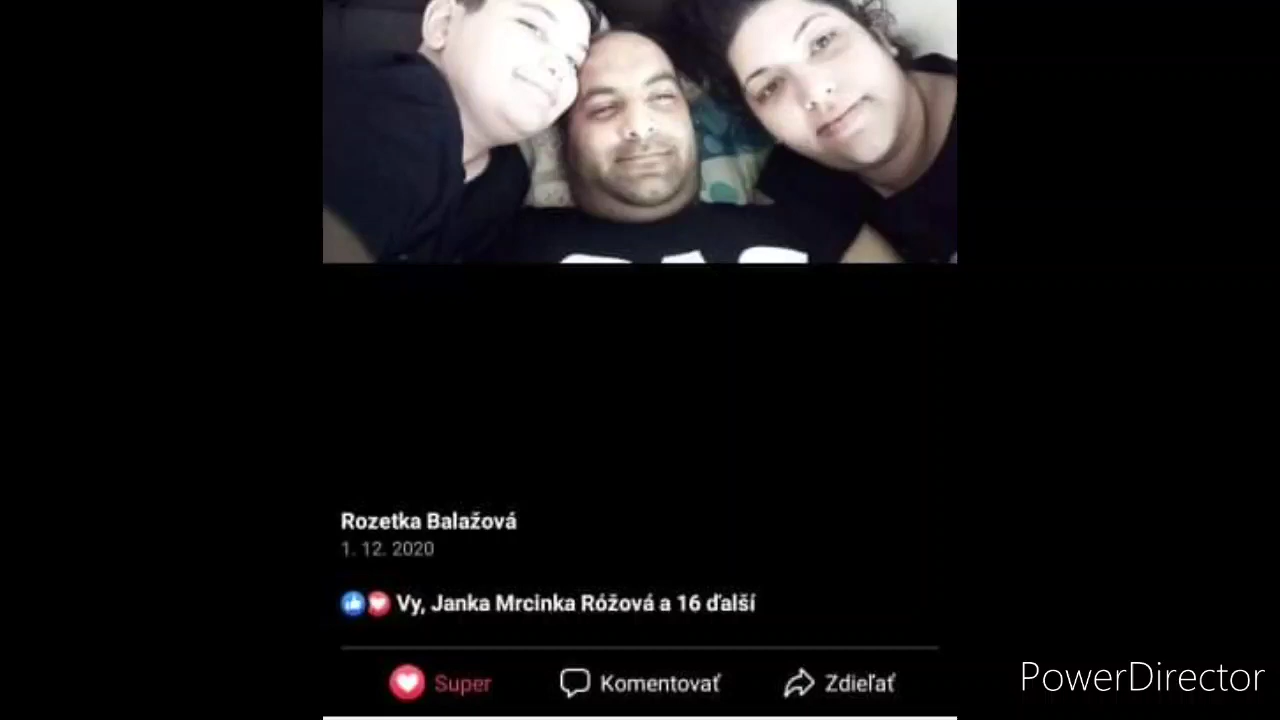 Rozetka Balažová
1. 12. 2020
Vy, Janka Mrcinka Róžová a 16 ďalší
Super
Komentovať
Zdieľať
PowerDirector